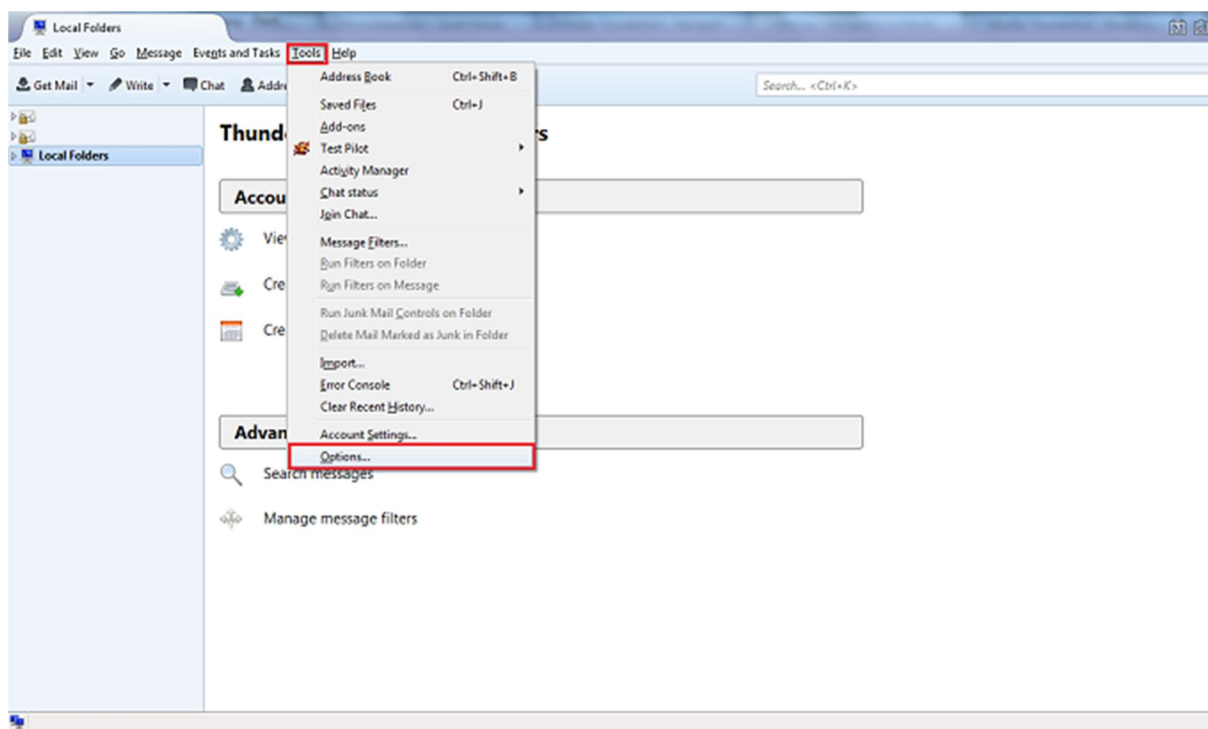 Local Folders
File Edit View Go Message Events and Tasks Tools Help
Get Mail Write Chat Addre Search... <Ctrl+K>
Address Book Ctrl+Shift+B
Saved Files Ctrl+J
Add-ons
Test Pilot
Activity Manager
Chat status
Join Chat...
Message Filters...
Run Filters on Folder
Run Filters on Message
Run Junk Mail Controls on Folder
Delete Mail Marked as Junk in Folder
Import...
Error Console Ctrl+Shift+J
Clear Recent History...
Account Settings...
Options...
Local Folders
Thund rs
Accou
Vie
Cre
Cre
Advan
Search messages
Manage message filters